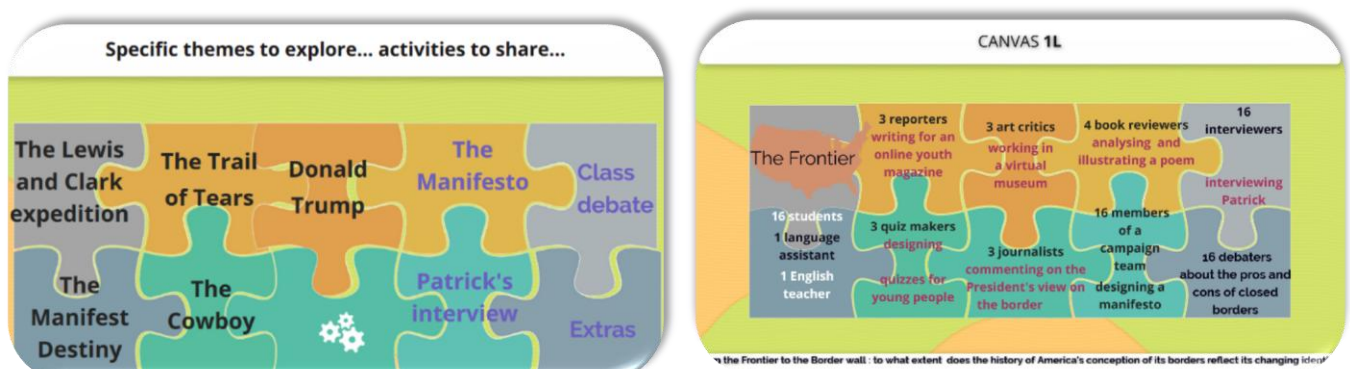 Specific themes to explore... activities to share...
The Lewis
and Clark
expedition
The Trail
of Tears
Donald
Trump
The
Manifesto
Class
debate
The
Manifest
Destiny
The
Cowboy
Patrick's
interview
Extras
CANVAS 1L
The Frontier
3 reporters
writing for an
online youth
magazine
3 art critics
working in
a virtual
museum
4 book reviewers
analysing and
illustrating a poem
16
interviewers
interviewing
Patrick
16 students
1 language
assistant
1 English
teacher
3 quiz makers
designing
quizzes for
young people
3 journalists
commenting on the
President's view on
the border
16 members
of a
campaign
team
designing a
manifesto
16 debaters
about the pros and
cons of closed
borders
the Frontier to the Border wall : to what extent does the history of America's conception of its borders reflect its changing